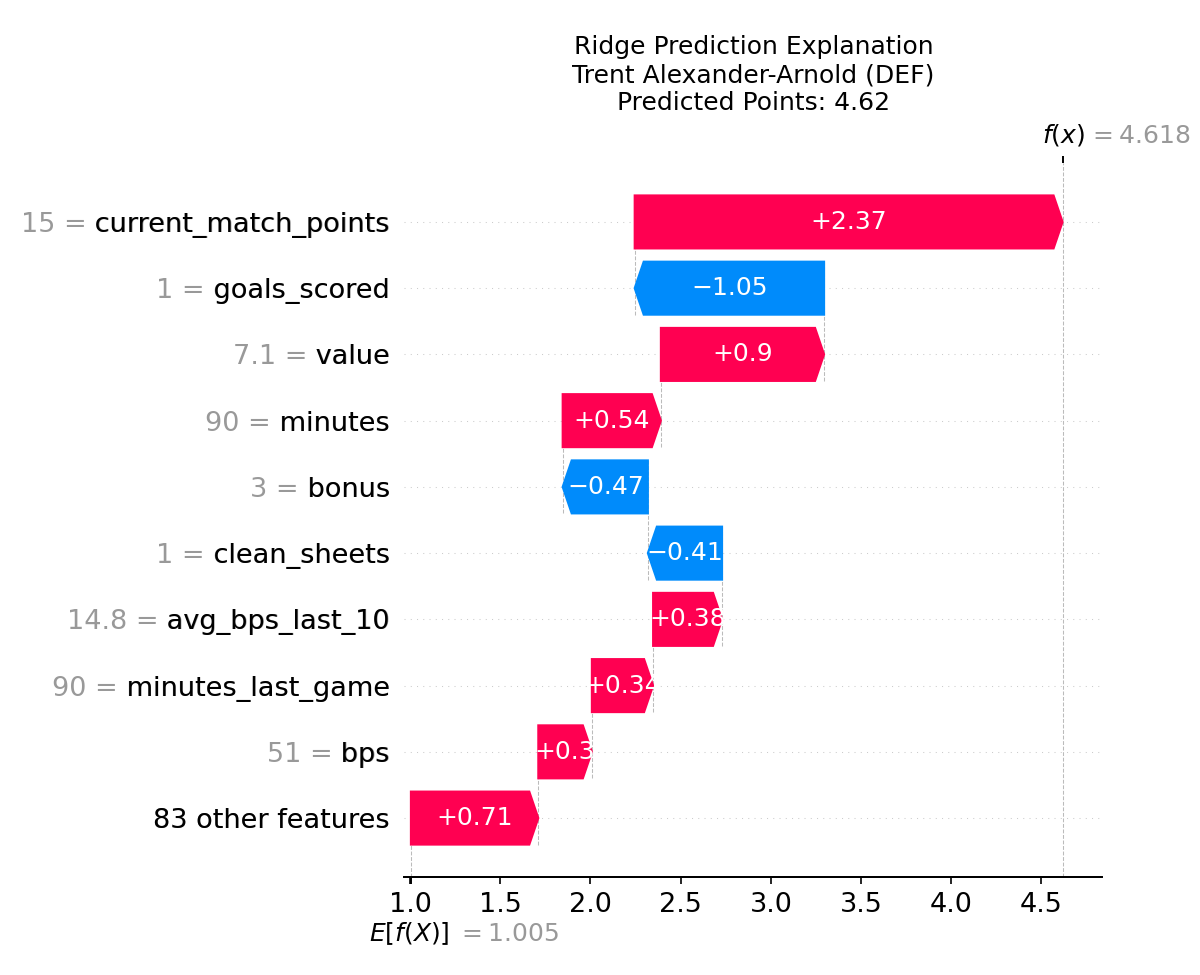 Ridge Prediction Explanation
Trent Alexander-Arnold (DEF)
Predicted Points: 4.62
f(x) = 4.618
15 = current_match_points
+2.37
1 = goals_scored
−1.05
7.1 = value
+0.9
90 = minutes
+0.54
3 = bonus
−0.47
1 = clean_sheets
−0.41
14.8 = avg_bps_last_10
+0.38
90 = minutes_last_game
+0.34
51 = bps
+0.3
83 other features
+0.71
1.0 1.5 2.0 2.5 3.0 3.5 4.0 4.5
E[f(X)] = 1.005